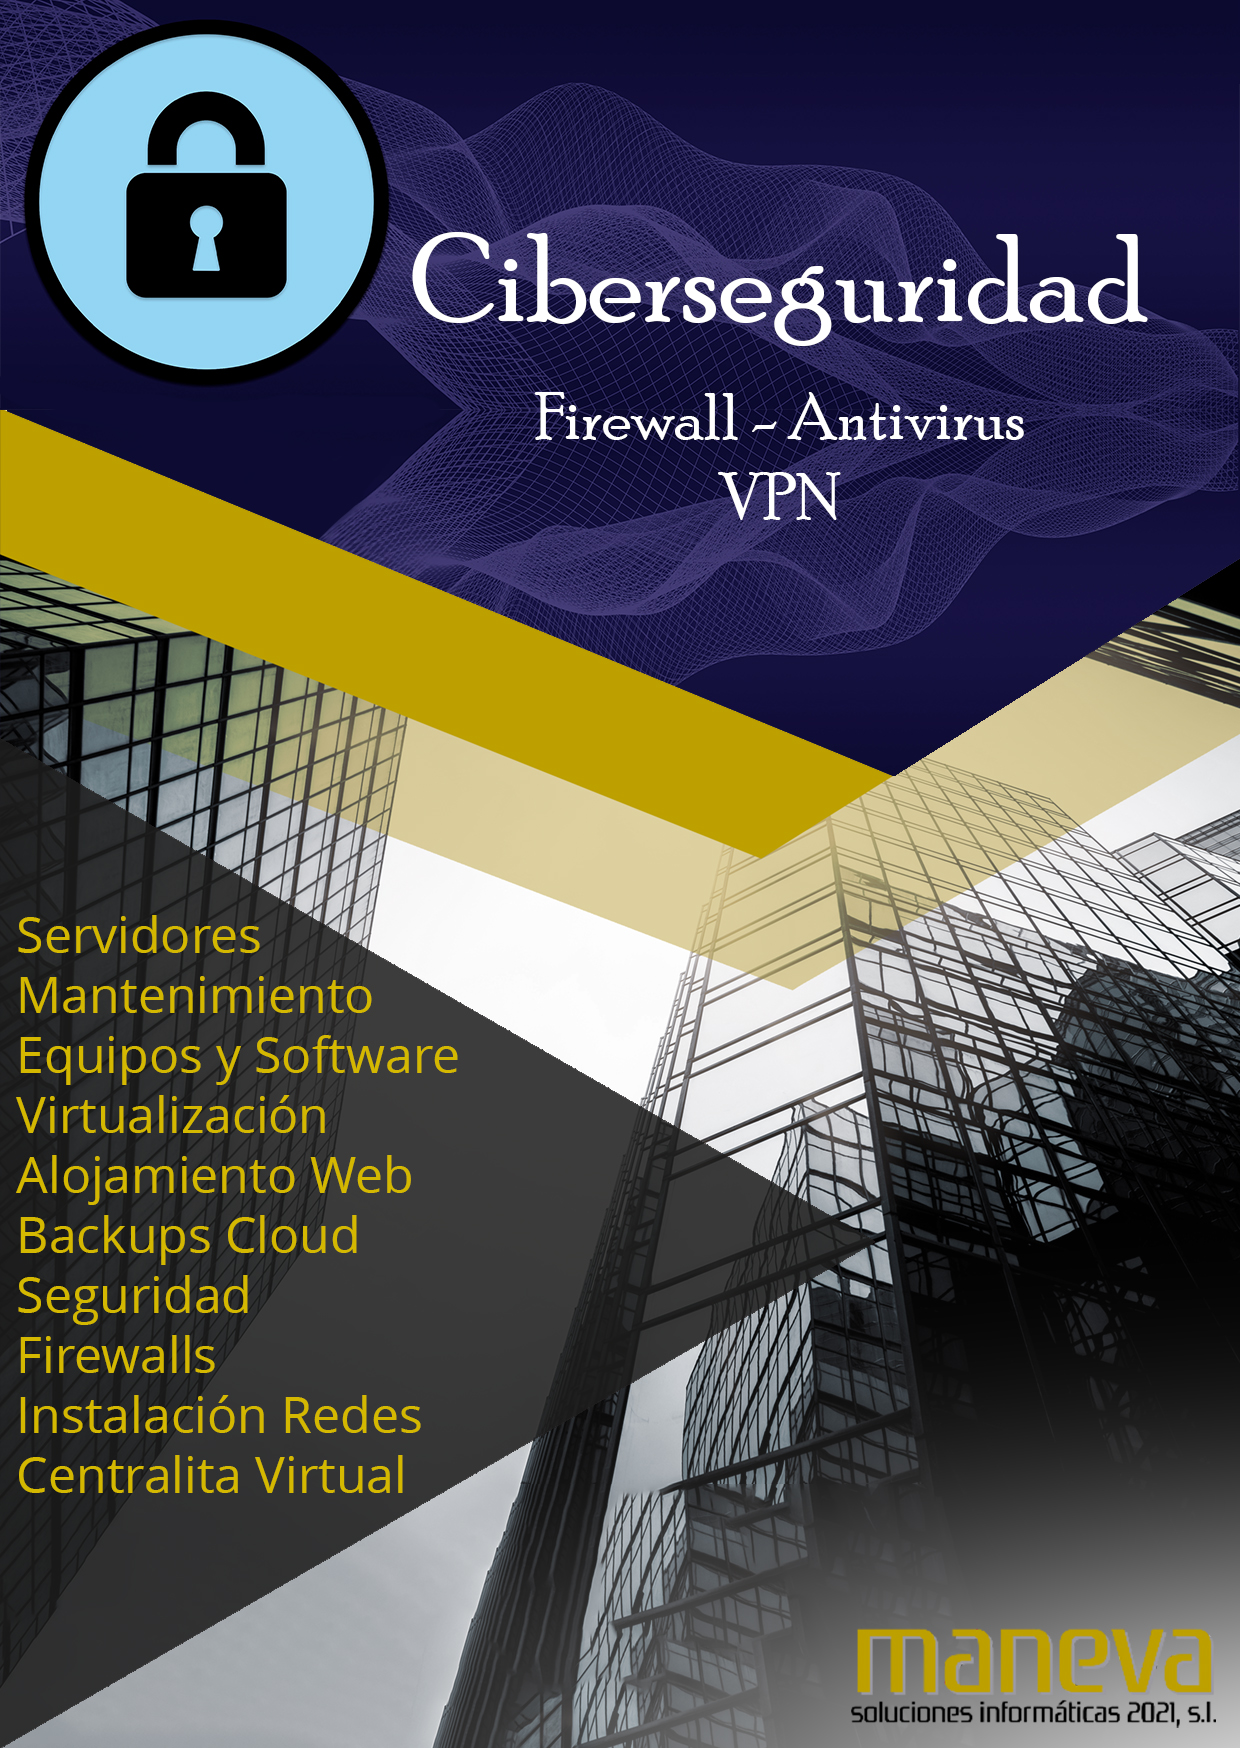 Ciberseguridad
Firewall - Antivirus
VPN
Servidores
Mantenimiento
Equipos y Software
Virtualización
Alojamiento Web
Backups Cloud
Seguridad
Firewalls
Instalación Redes
Centralita Virtual
maneva
soluciones informáticas 2021, s.l.